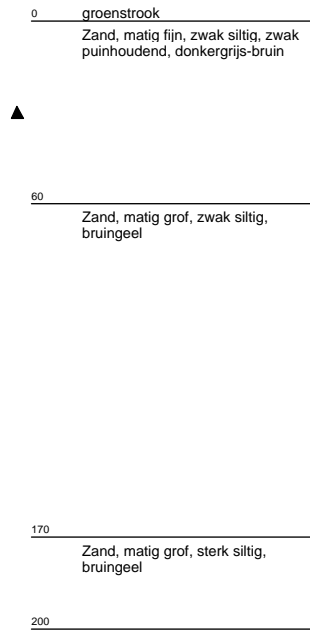 0 groenstrook
Zand, matig fijn, zwak siltig, zwak
puinhoudend, donkergrijs-bruin
60
Zand, matig grof, zwak siltig,
bruingeel
170
Zand, matig grof, sterk siltig,
bruingeel
200